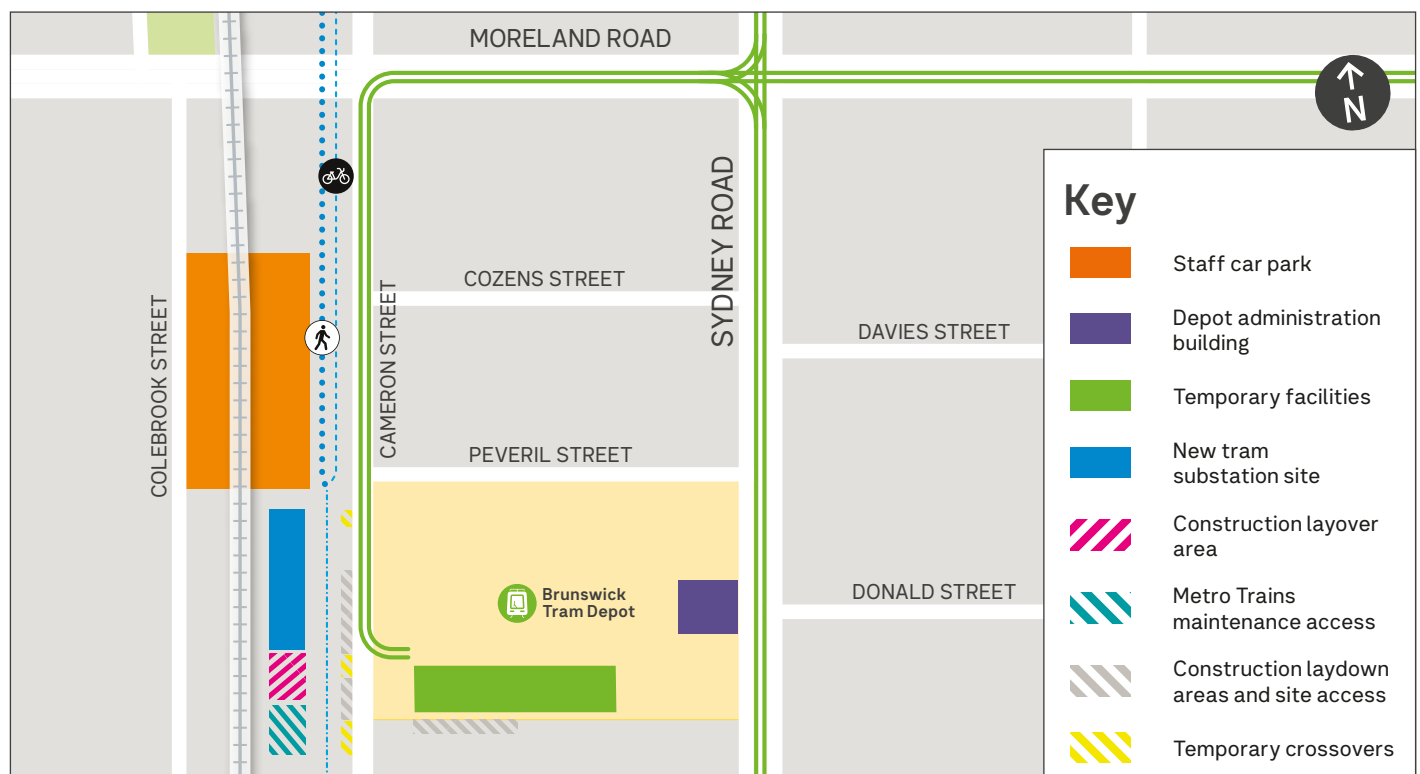 MORELAND ROAD
N
SYDNEY ROAD
COZENS STREET
CAMERON STREET
COLEBROOK STREET
DAVIES STREET
PEVERIL STREET
Brunswick
Tram Depot
DONALD STREET
Key
Staff car park
Depot administration
building
Temporary facilities
New tram
substation site
Construction layover
area
Metro Trains
maintenance access
Construction laydown
areas and site access
Temporary crossovers